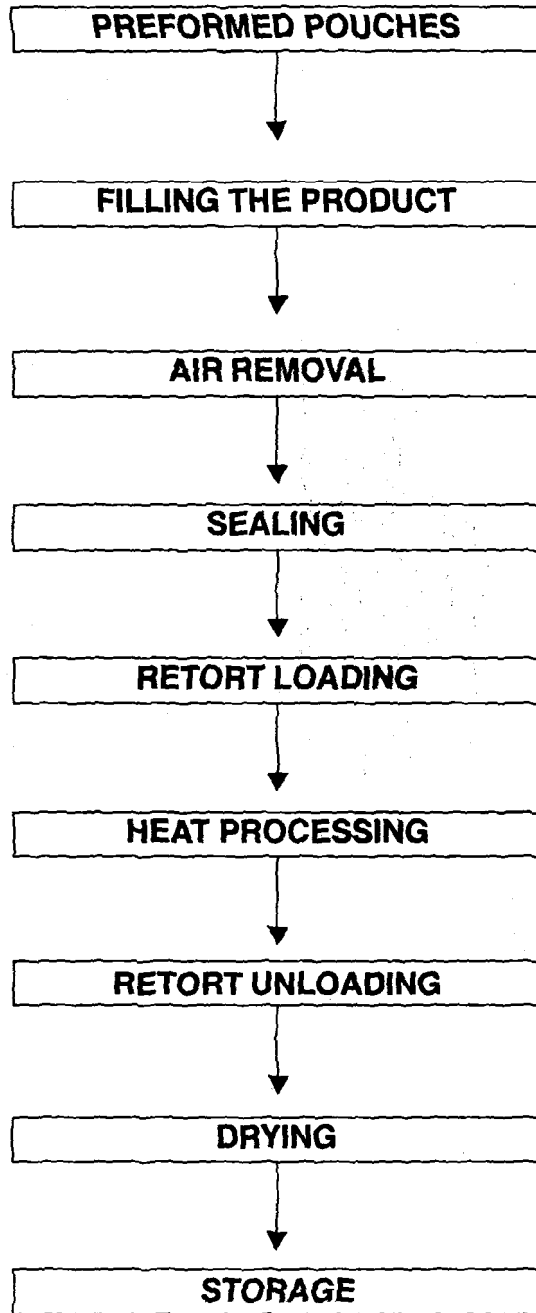 PREFORMED POUCHES
FILLING THE PRODUCT
AIR REMOVAL
SEALING
RETORT LOADING
HEAT PROCESSING
RETORT UNLOADING
DRYING
STORAGE